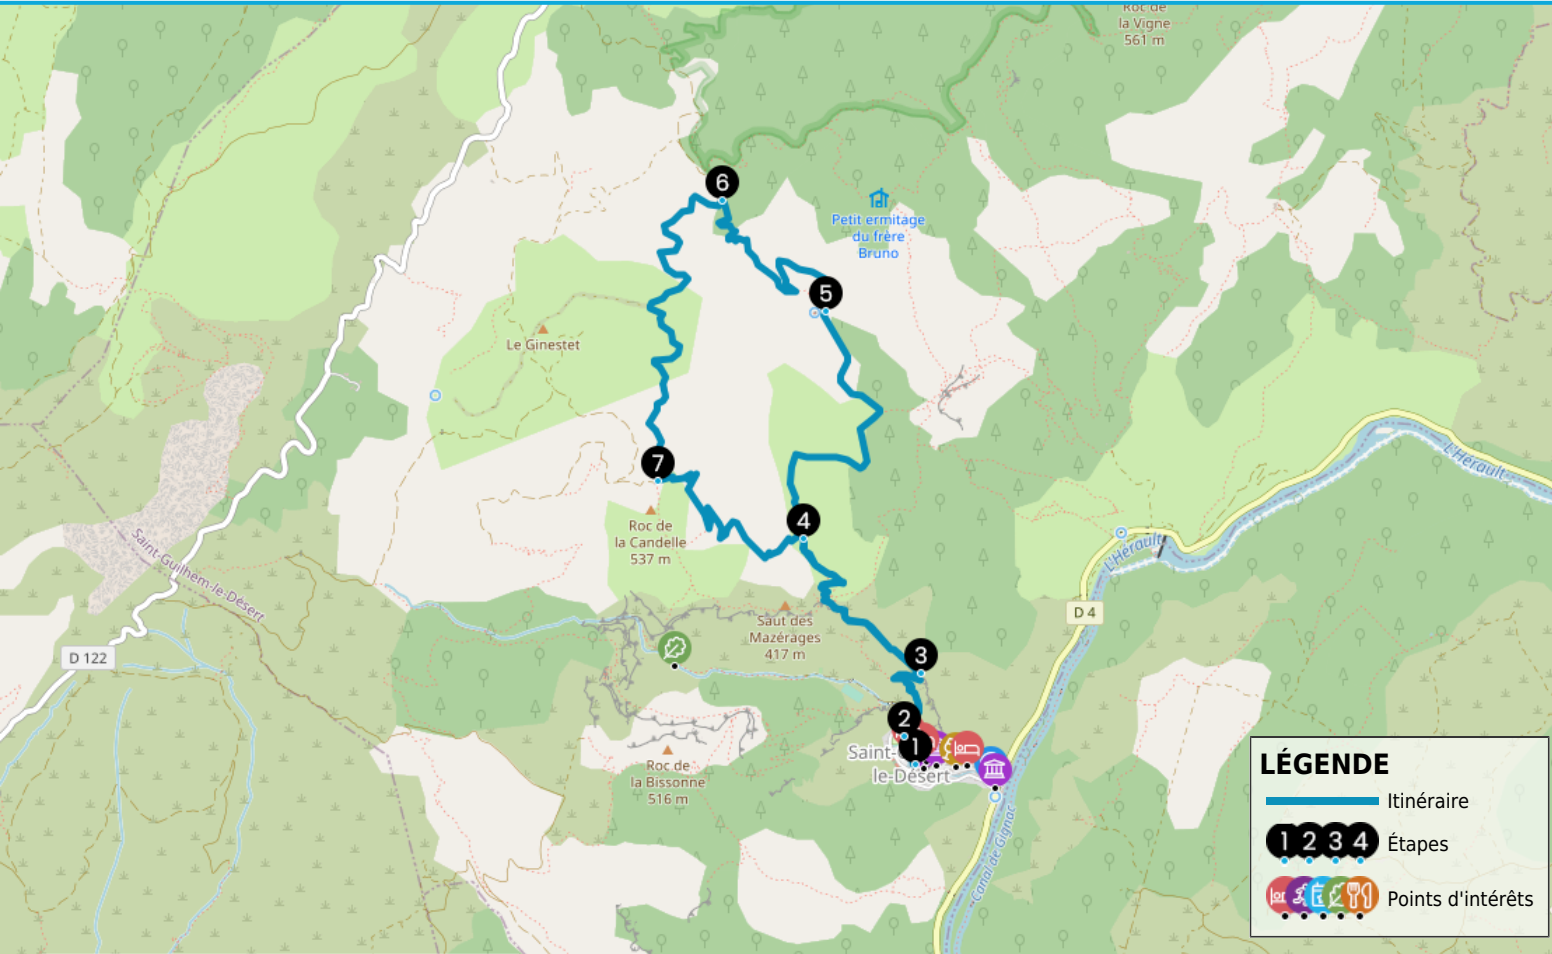 Roc de
la Vigne
561 m
6
Petit ermitage
du frère
Bruno
5
Le Ginestet
7
L'Hérault
4
Roc de
la Candelle
537 m
L'Hérault
Saint-Guilhem-le-Désert
D 4
Saut des
Mazérages
417 m
3
D 122
2
1
Saint-
le-Désert
Roc de
la Bissonne
516 m
Canal de Gignac
LÉGENDE
Itinéraire
1 2 3 4
Étapes
Points d'intérêts